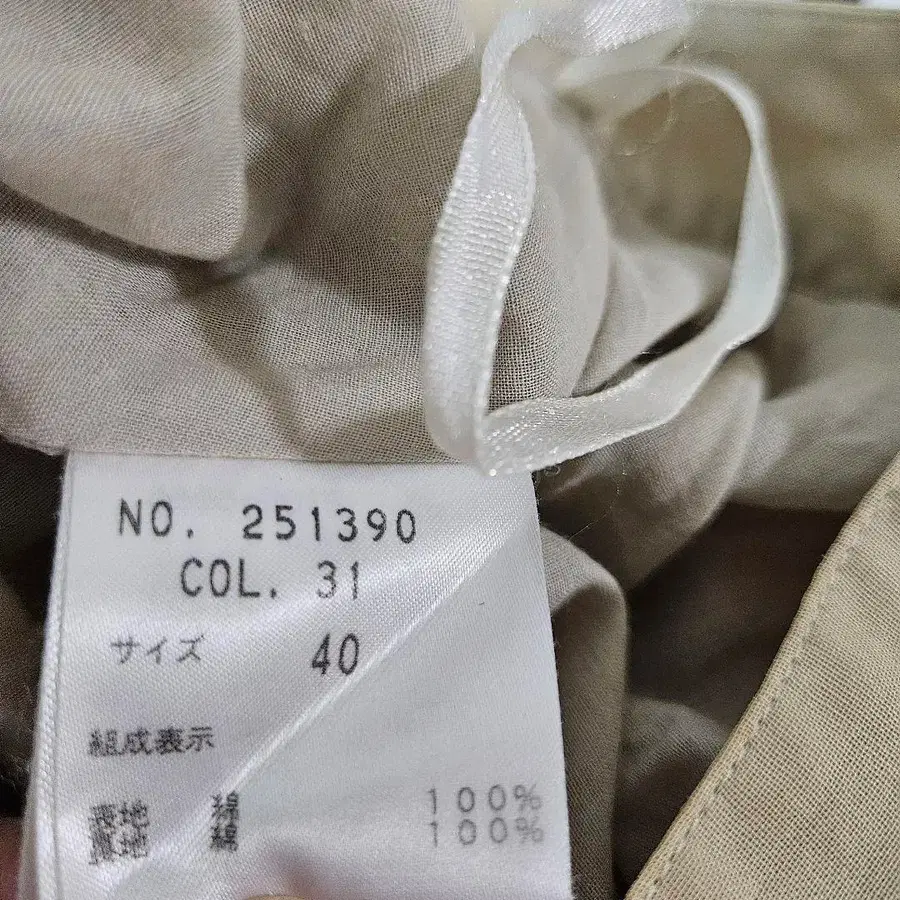 NO. 251390
COL. 31
サイズ 40
組成表示
表地 綿 100%
裏地 綿 100%